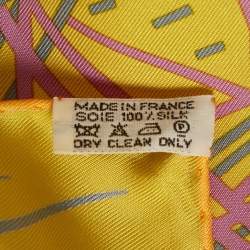 MADE IN FRANCE
SOIE 100% SILK
P
DRY CLEAN ONLY